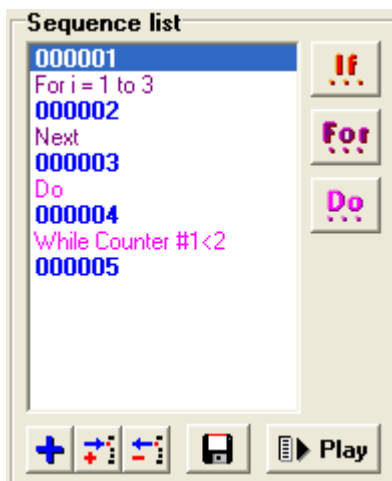 Sequence list
000001
For i = 1 to 3
000002
Next
000003
Do
000004
While Counter #1<2
000005
If
...
For
...
Do
...
Play